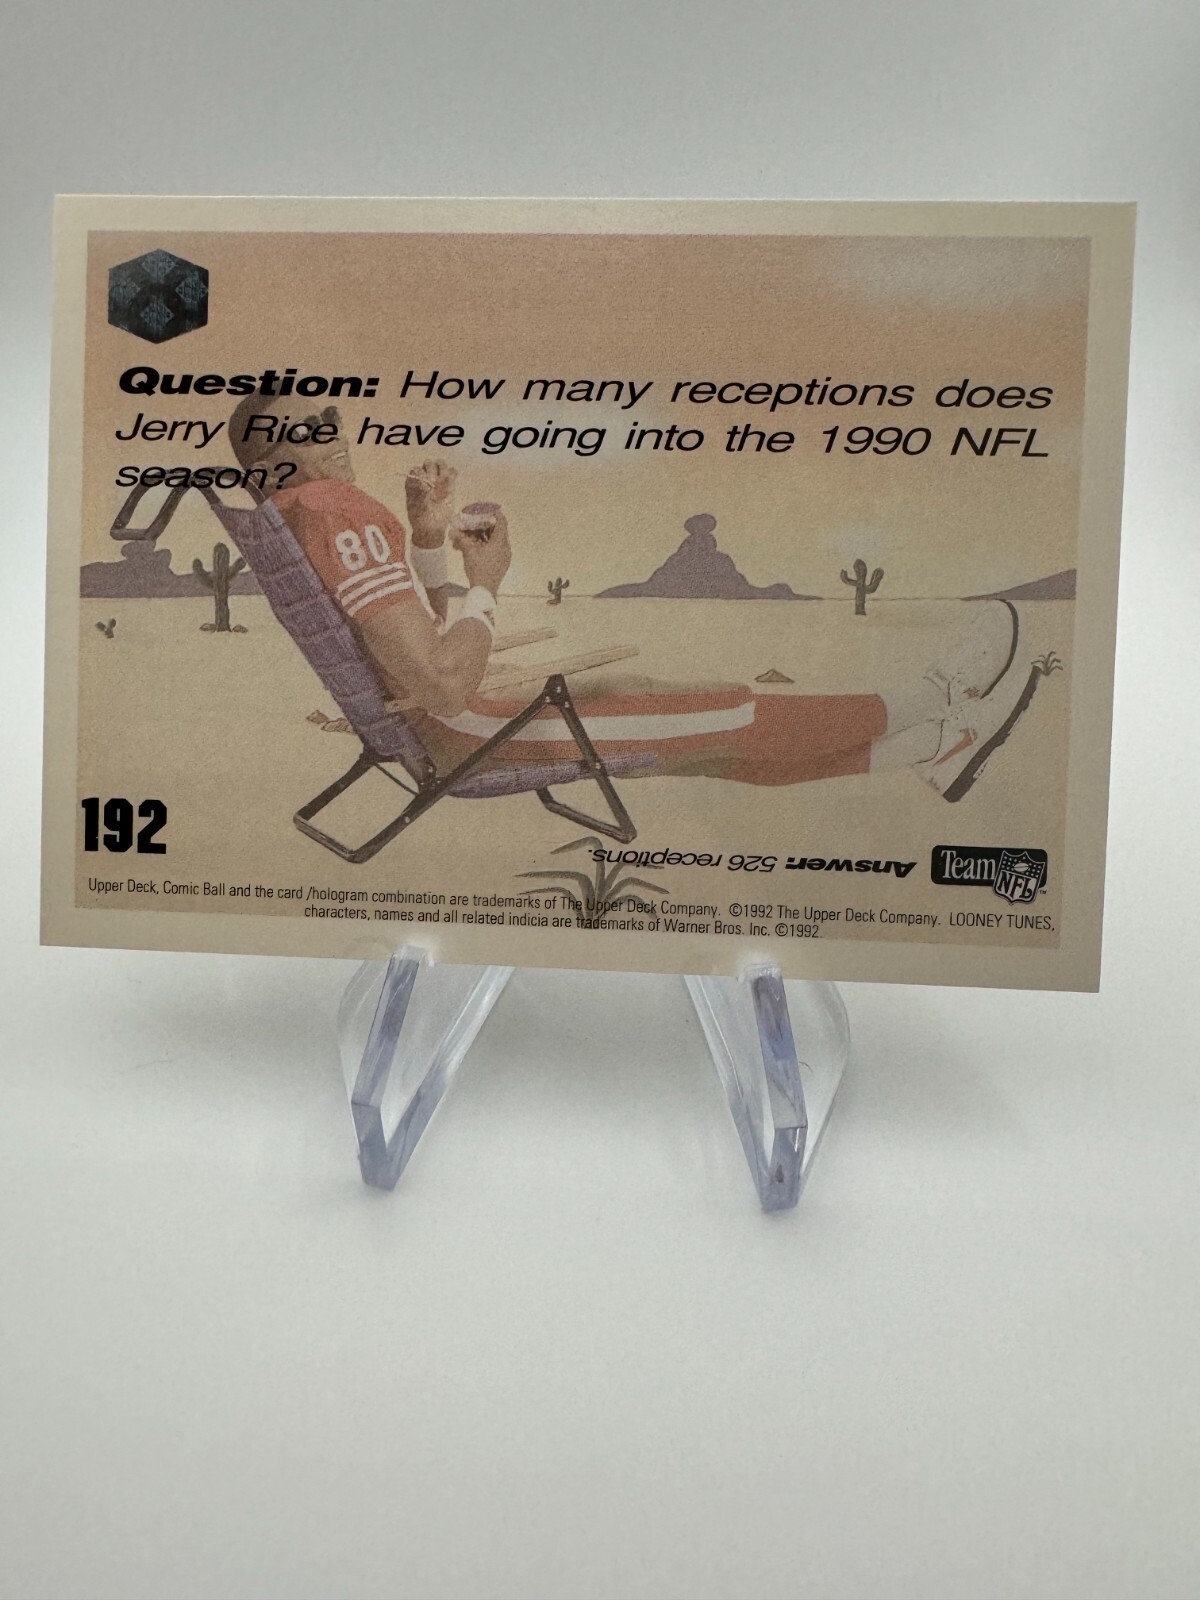 Question: How many receptions does
Jerry Rice have going into the 1990 NFL
season?
80
192
Answer: 526 receptions.
Team NFL
TM
Upper Deck, Comic Ball and the card /hologram combination are trademarks of The Upper Deck Company. ©1992 The Upper Deck Company. LOONEY TUNES,
characters, names and all related indicia are trademarks of Warner Bros. Inc. ©1992.